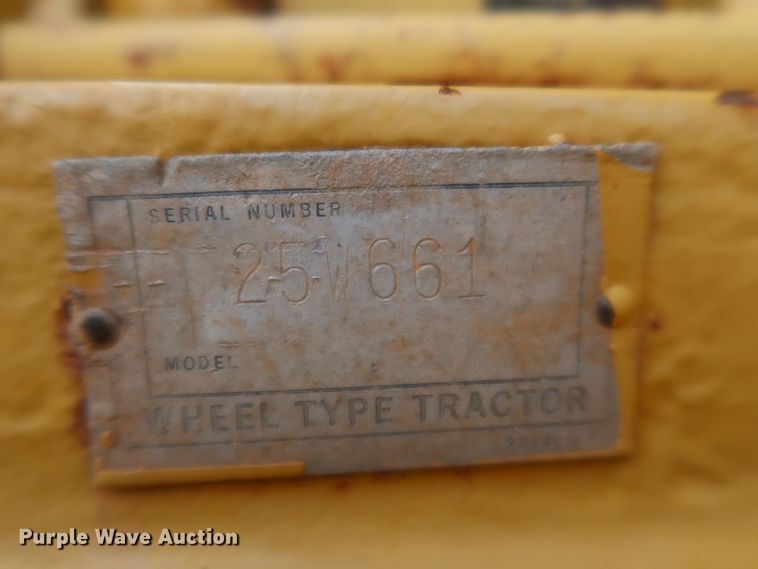 SERIAL NUMBER
25W661
MODEL
WHEEL TYPE TRACTOR
Purple Wave Auction